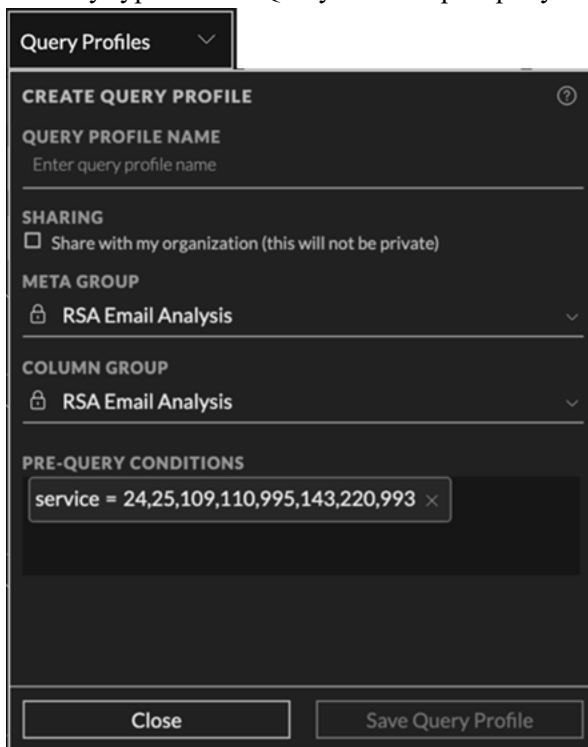 Query Profiles
CREATE QUERY PROFILE
QUERY PROFILE NAME
Enter query profile name
SHARING
Share with my organization (this will not be private)
META GROUP
RSA Email Analysis
COLUMN GROUP
RSA Email Analysis
PRE-QUERY CONDITIONS
service = 24,25,109,110,995,143,220,993 ×
Close Save Query Profile